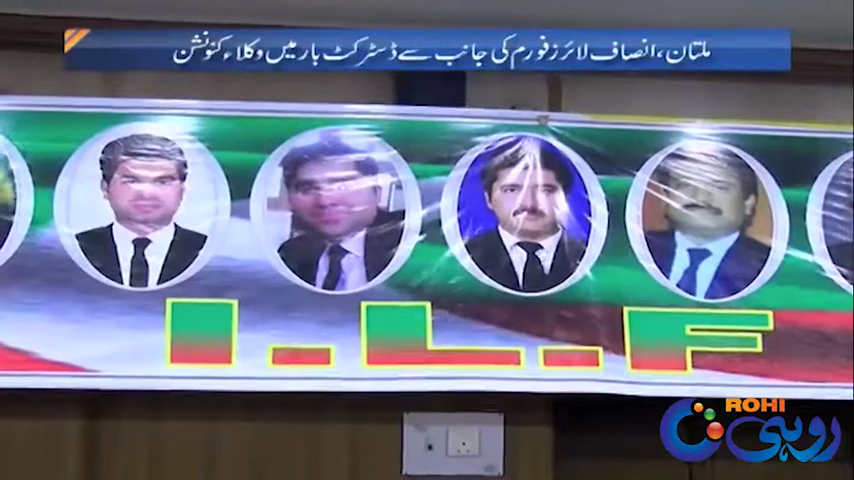 ملتان، انصاف لائرز فورم کی جانب سے ڈسٹرکٹ بار میں وکلاء کنونشن
I.L.F
ROHI
روہی